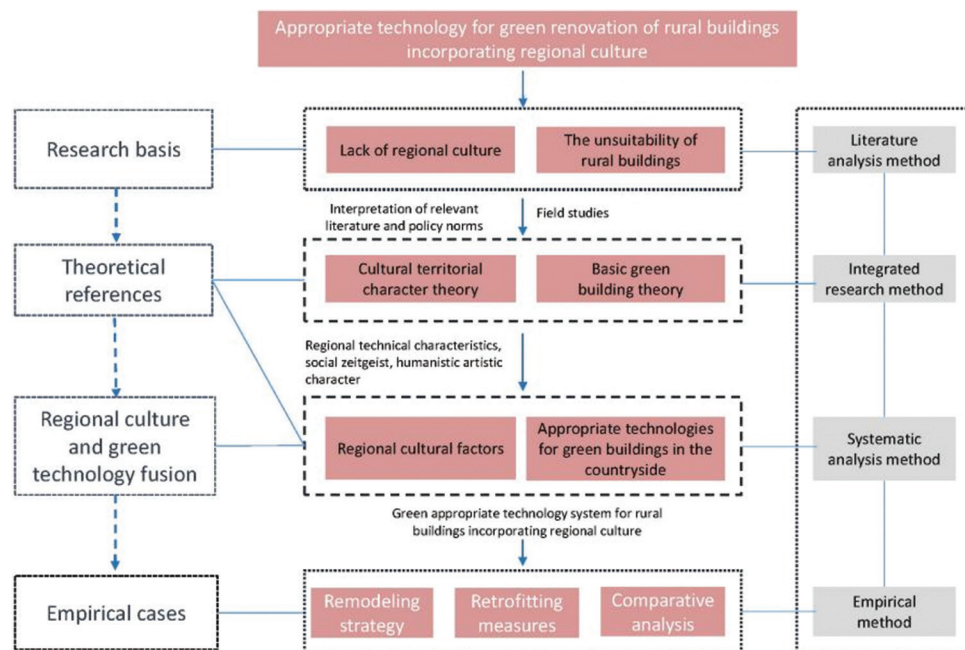 Appropriate technology for green renovation of rural buildings
incorporating regional culture
Research basis
Lack of regional culture
The unsuitability of
rural buildings
Literature
analysis method
Interpretation of relevant
literature and policy norms
Field studies
Theoretical
references
Cultural territorial
character theory
Basic green
building theory
Integrated
research method
Regional technical characteristics,
social zeitgeist, humanistic artistic
character
Regional culture
and green
technology fusion
Regional cultural factors
Appropriate technologies
for green buildings in the
countryside
Systematic
analysis method
Green appropriate technology system for rural
buildings incorporating regional culture
Empirical cases
Remodeling
strategy
Retrofitting
measures
Comparative
analysis
Empirical
method